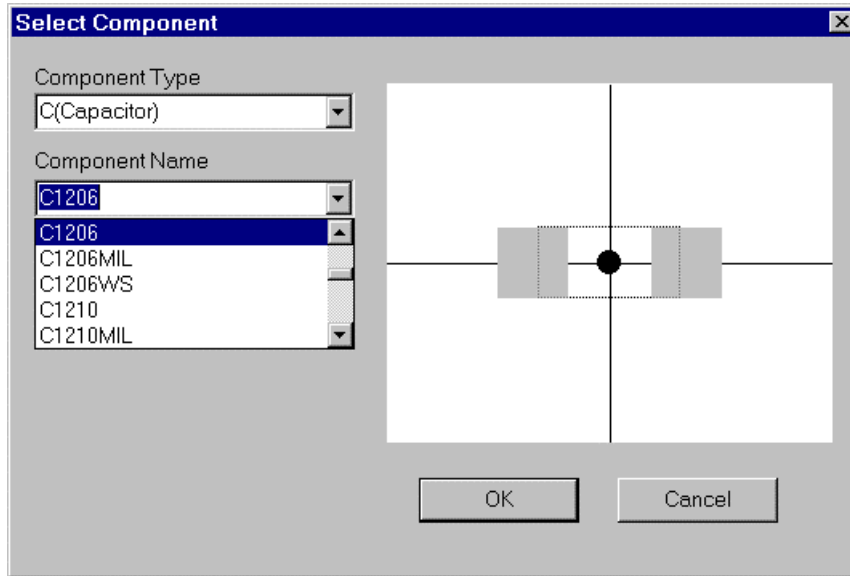 Select Component
Component Type
C(Capacitor)
Component Name
C1206
C1206
C1206MIL
C1206WS
C1210
C1210MIL
OK
Cancel